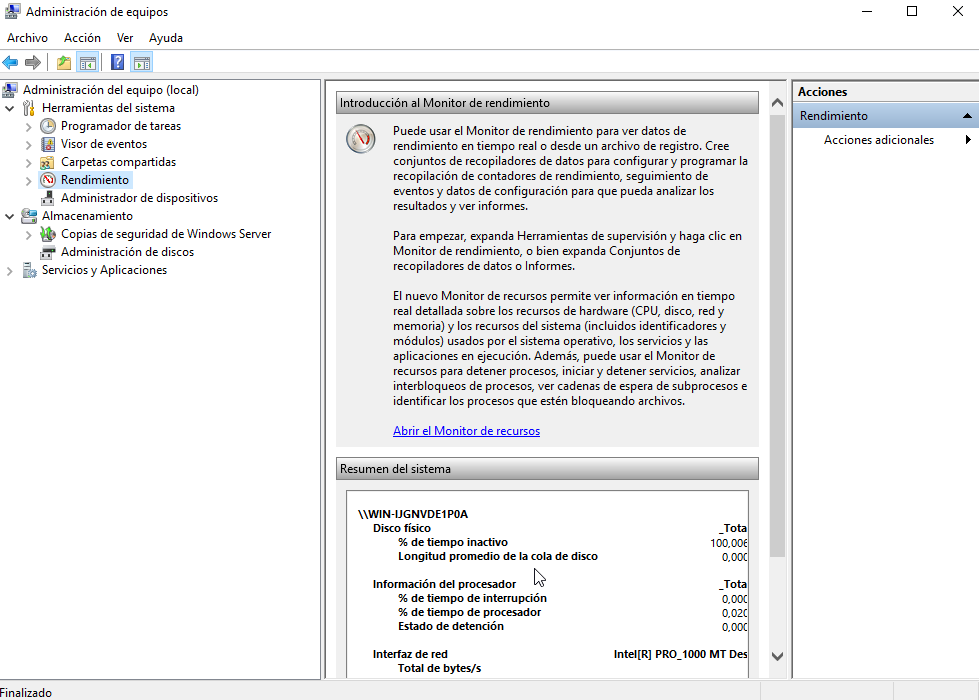 Administración de equipos
Archivo Acción Ver Ayuda
Administración del equipo (local)
Herramientas del sistema
Programador de tareas
Visor de eventos
Carpetas compartidas
Rendimiento
Administrador de dispositivos
Almacenamiento
Copias de seguridad de Windows Server
Administración de discos
Servicios y Aplicaciones
Introducción al Monitor de rendimiento
Puede usar el Monitor de rendimiento para ver datos de
rendimiento en tiempo real o desde un archivo de registro. Cree
conjuntos de recopiladores de datos para configurar y programar la
recopilación de contadores de rendimiento, seguimiento de
eventos y datos de configuración para que pueda analizar los
resultados y ver informes.
Para empezar, expanda Herramientas de supervisión y haga clic en
Monitor de rendimiento, o bien expanda Conjuntos de
recopiladores de datos o Informes.
El nuevo Monitor de recursos permite ver información en tiempo
real detallada sobre los recursos de hardware (CPU, disco, red y
memoria) y los recursos del sistema (incluidos identificadores y
módulos) usados por el sistema operativo, los servicios y las
aplicaciones en ejecución. Además, puede usar el Monitor de
recursos para detener procesos, iniciar y detener servicios, analizar
interbloqueos de procesos, ver cadenas de espera de subprocesos e
identificar los procesos que estén bloqueando archivos.
Abrir el Monitor de recursos
Resumen del sistema
\\WIN-IJGNVDE1P0A
Disco físico _Tota
% de tiempo inactivo 100,006
Longitud promedio de la cola de disco 0,000
Información del procesador _Tota
% de tiempo de interrupción 0,000
% de tiempo de procesador 0,020
Estado de detención 0,000
Interfaz de red Intel[R] PRO_1000 MT Des
Total de bytes/s
Acciones
Rendimiento
Acciones adicionales
Finalizado